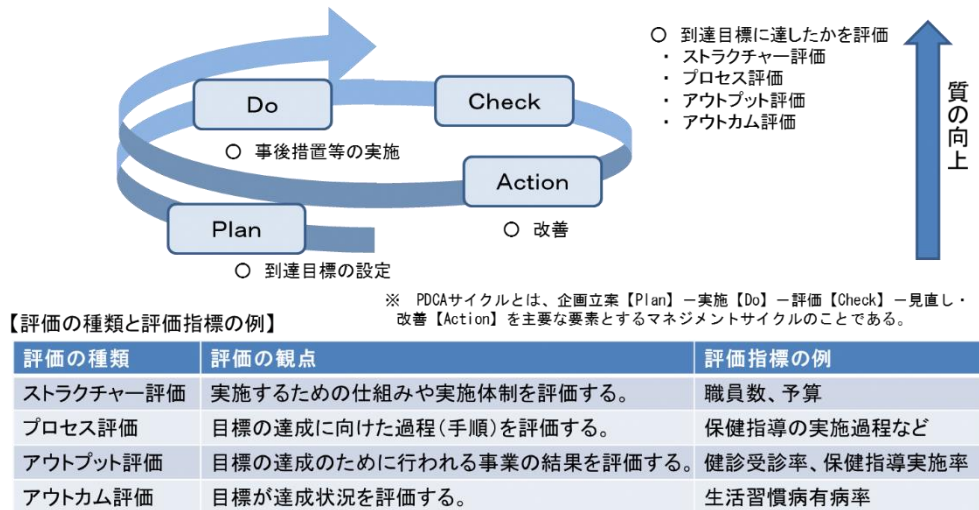 ○ 到達目標に達したかを評価
・ ストラクチャー評価
・ プロセス評価
・ アウトプット評価
・ アウトカム評価
質の向上
Do
Check
○ 事後措置等の実施
Action
○ 改善
Plan
○ 到達目標の設定
※ PDCAサイクルとは、企画立案【Plan】－実施【Do】－評価【Check】－見直し・
改善【Action】を主要な要素とするマネジメントサイクルのことである。
【評価の種類と評価指標の例】
評価の種類 評価の観点 評価指標の例
ストラクチャー評価 実施するための仕組みや実施体制を評価する。 職員数、予算
プロセス評価 目標の達成に向けた過程(手順)を評価する。 保健指導の実施過程など
アウトプット評価 目標の達成のために行われる事業の結果を評価する。 健診受診率、保健指導実施率
アウトカム評価 目標が達成状況を評価する。 生活習慣病有病率